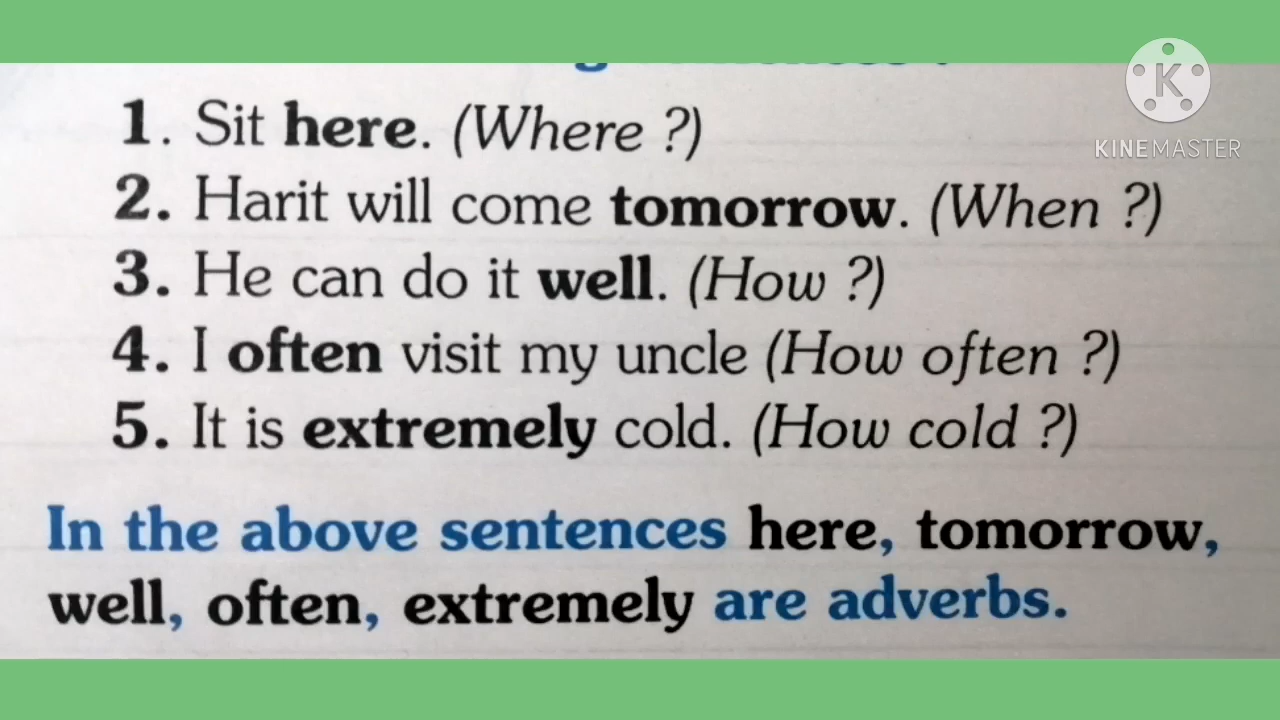 1. Sit here. (Where ?)
2. Harit will come tomorrow. (When ?)
3. He can do it well. (How ?)
4. I often visit my uncle (How often ?)
5. It is extremely cold. (How cold ?)
In the above sentences here, tomorrow,
well, often, extremely are adverbs.
K
KINEMASTER